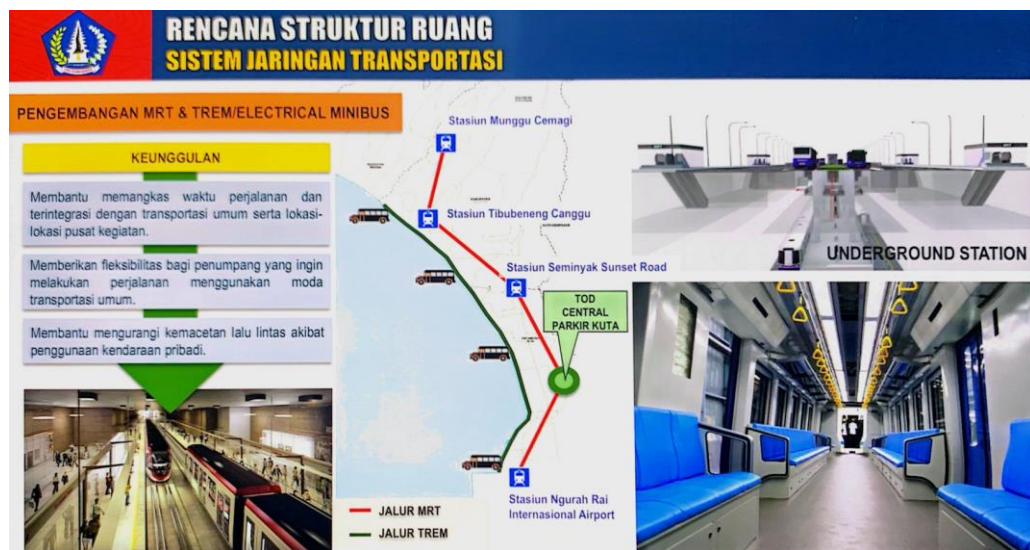 RENCANA STRUKTUR RUANG
SISTEM JARINGAN TRANSPORTASI
PENGEMBANGAN MRT & TREM/ELECTRICAL MINIBUS
KEUNGGULAN
Membantu memangkas waktu perjalanan dan
terintegrasi dengan transportasi umum serta lokasi-
lokasi pusat kegiatan.
Memberikan fleksibilitas bagi penumpang yang ingin
melakukan perjalanan menggunakan moda
transportasi umum.
Membantu mengurangi kemacetan lalu lintas akibat
penggunaan kendaraan pribadi.
Stasiun Munggu Cemagi
Stasiun Tibubeneng Canggu
Stasiun Seminyak Sunset Road
TOD
CENTRAL
PARKIR KUTA
Stasiun Ngurah Rai
Internasional Airport
JALUR MRT
JALUR TREM
UNDERGROUND STATION